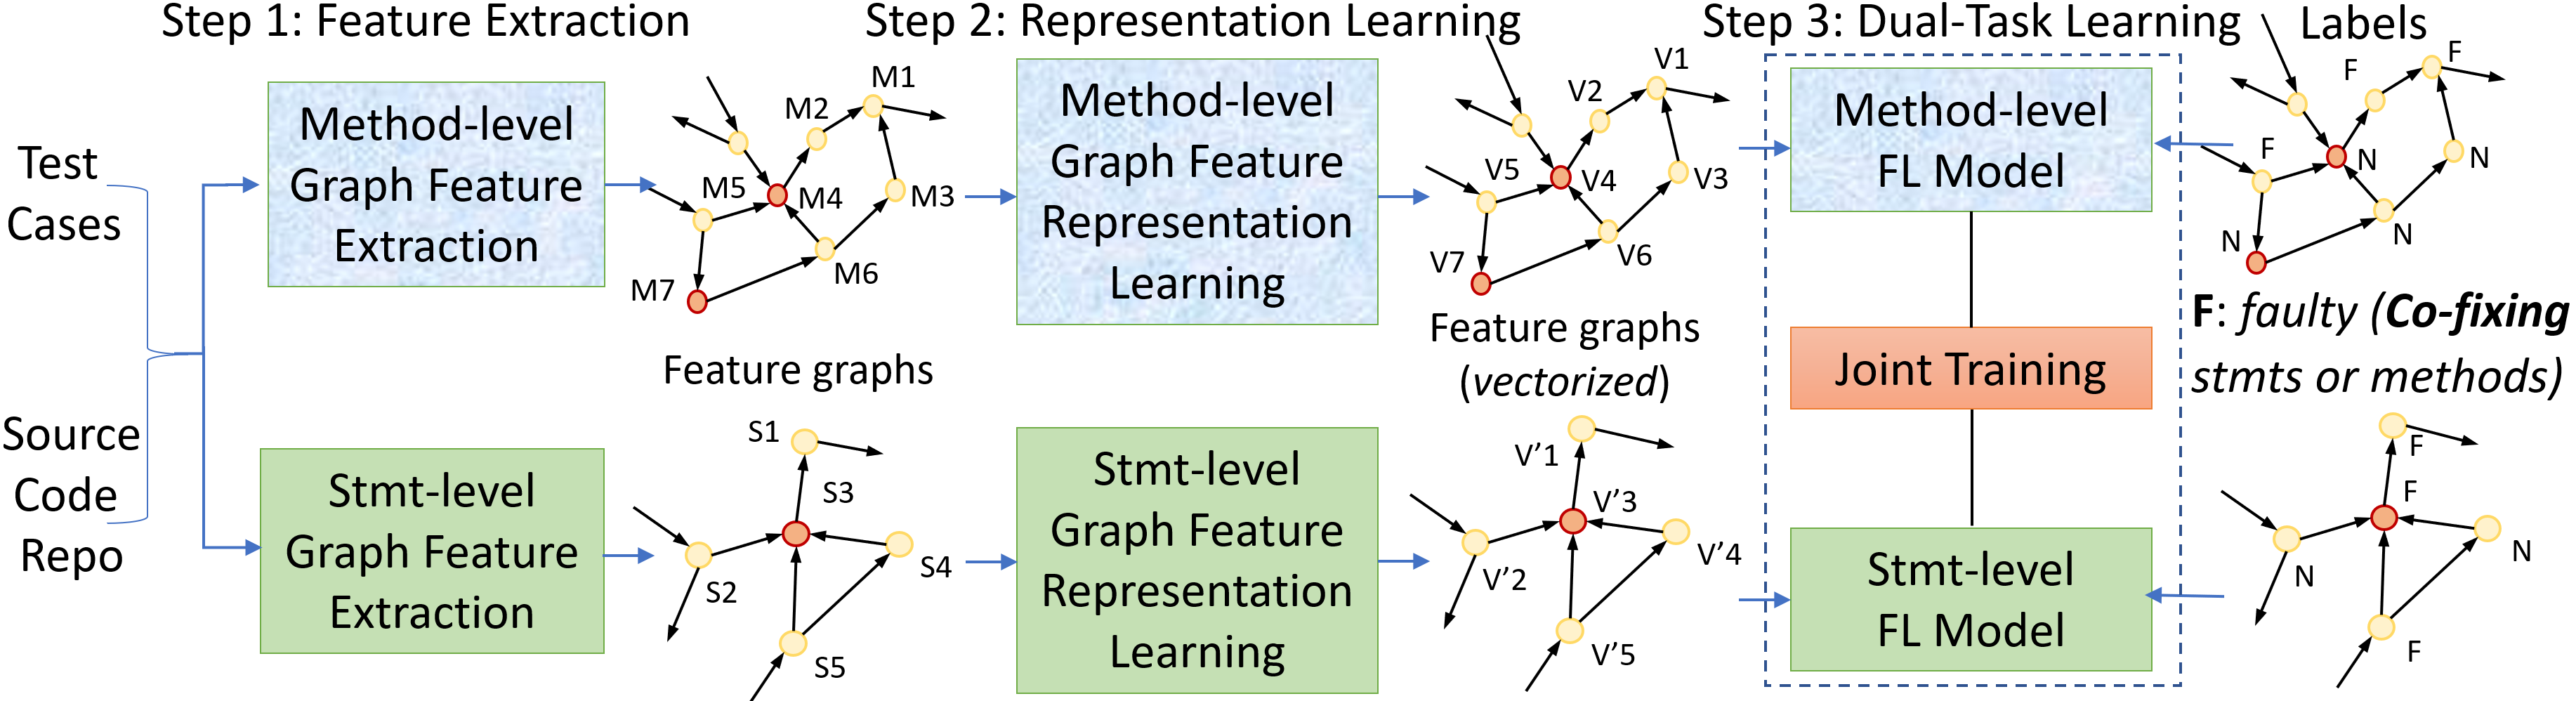 Step 1: Feature Extraction
Step 2: Representation Learning
Step 3: Dual-Task Learning
Labels
Test
Cases
Source
Code
Repo
Method-level
Graph Feature
Extraction
Stmt-level
Graph Feature
Extraction
M1
M2
M5
M4
M3
M6
M7
Feature graphs
S1
S3
S4
S2
S5
Method-level
Graph Feature
Representation
Learning
Stmt-level
Graph Feature
Representation
Learning
V1
V2
V5
V4
V3
V6
V7
Feature graphs
(vectorized)
V'1
V'3
V'4
V'2
V'5
Method-level
FL Model
Joint Training
Stmt-level
FL Model
F
F
F
N
N
N
N
F: faulty (Co-fixing
stmts or methods)
F
F
N
N
F